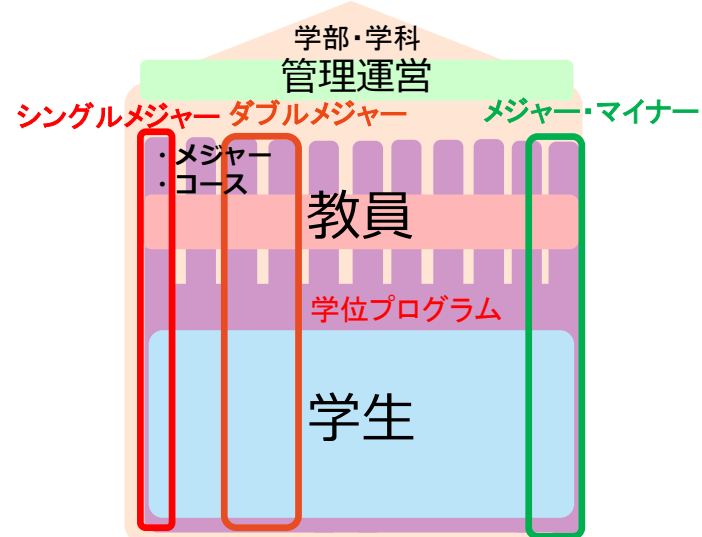 学部・学科
管理運営
シングルメジャー
ダブルメジャー
メジャー・マイナー
・メジャー
・コース
教員
学位プログラム
学生